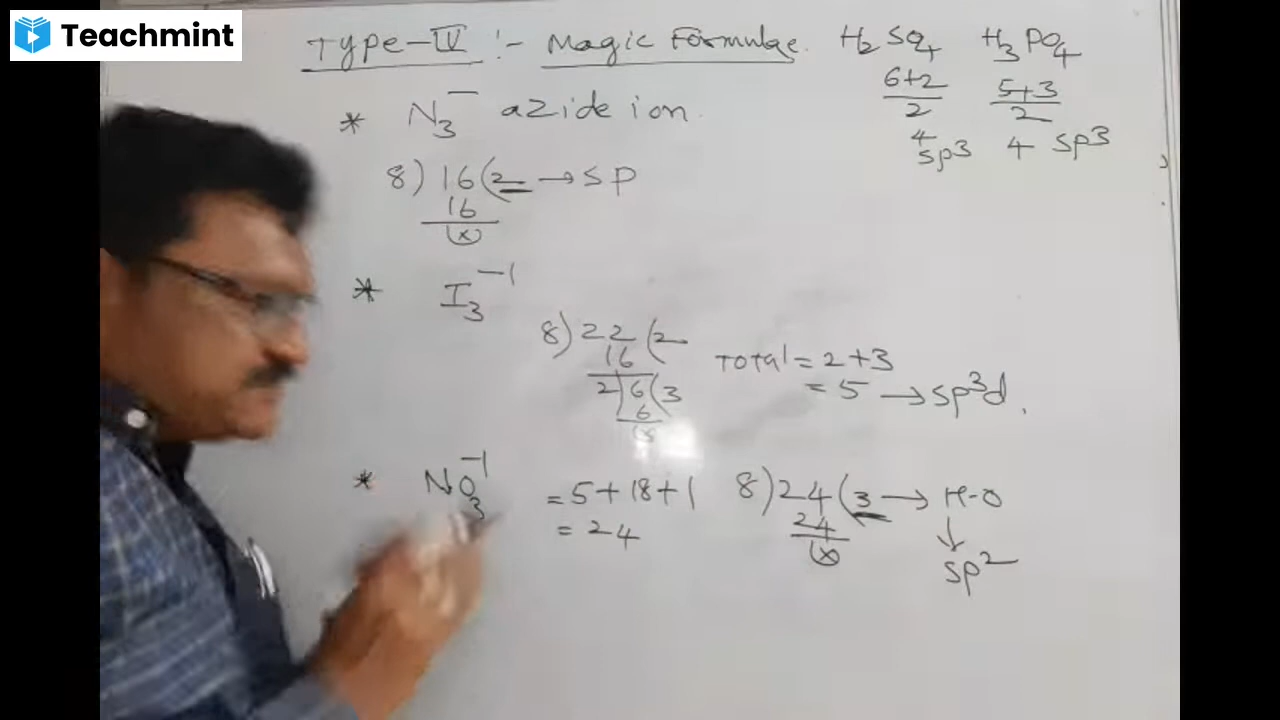 Teachmint
Type-IV :- Magic Formulae.
H2SO4 H3PO4
6+2/2 5+3/2
4 sp3 4 sp3
* N3- azide ion.
8)16(2 → sp
16
(x)
* I3-1
8)22(2
16
2)6(3
6
(x
Total = 2+3
= 5 → sp3d.
* NO3-1 = 5+18+1
= 24
8)24(3 → H-O
24
(x)
↓
sp2